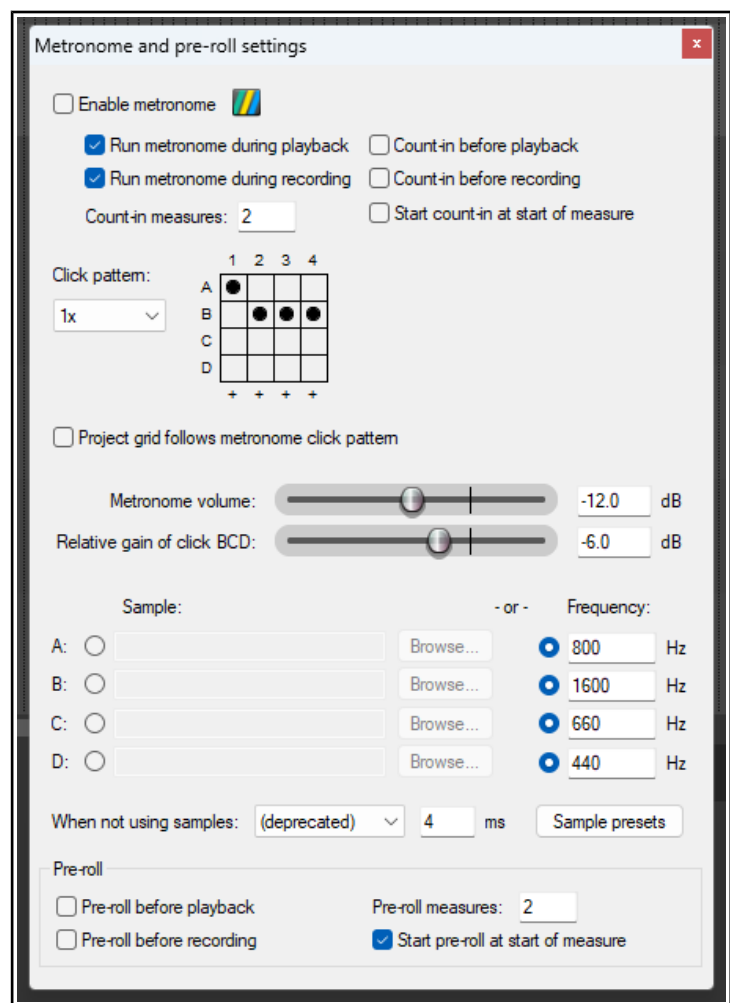 Metronome and pre-roll settings
x
Enable metronome
Run metronome during playback Count-in before playback
Run metronome during recording Count-in before recording
Count-in measures: 2 Start count-in at start of measure
1 2 3 4
Click pattern:
A
1x B
C
D
+ + + +
Project grid follows metronome click pattern
Metronome volume: -12.0 dB
Relative gain of click BCD: -6.0 dB
Sample: - or - Frequency:
A: Browse... 800 Hz
B: Browse... 1600 Hz
C: Browse... 660 Hz
D: Browse... 440 Hz
When not using samples: (deprecated) 4 ms Sample presets
Pre-roll
Pre-roll before playback Pre-roll measures: 2
Pre-roll before recording Start pre-roll at start of measure